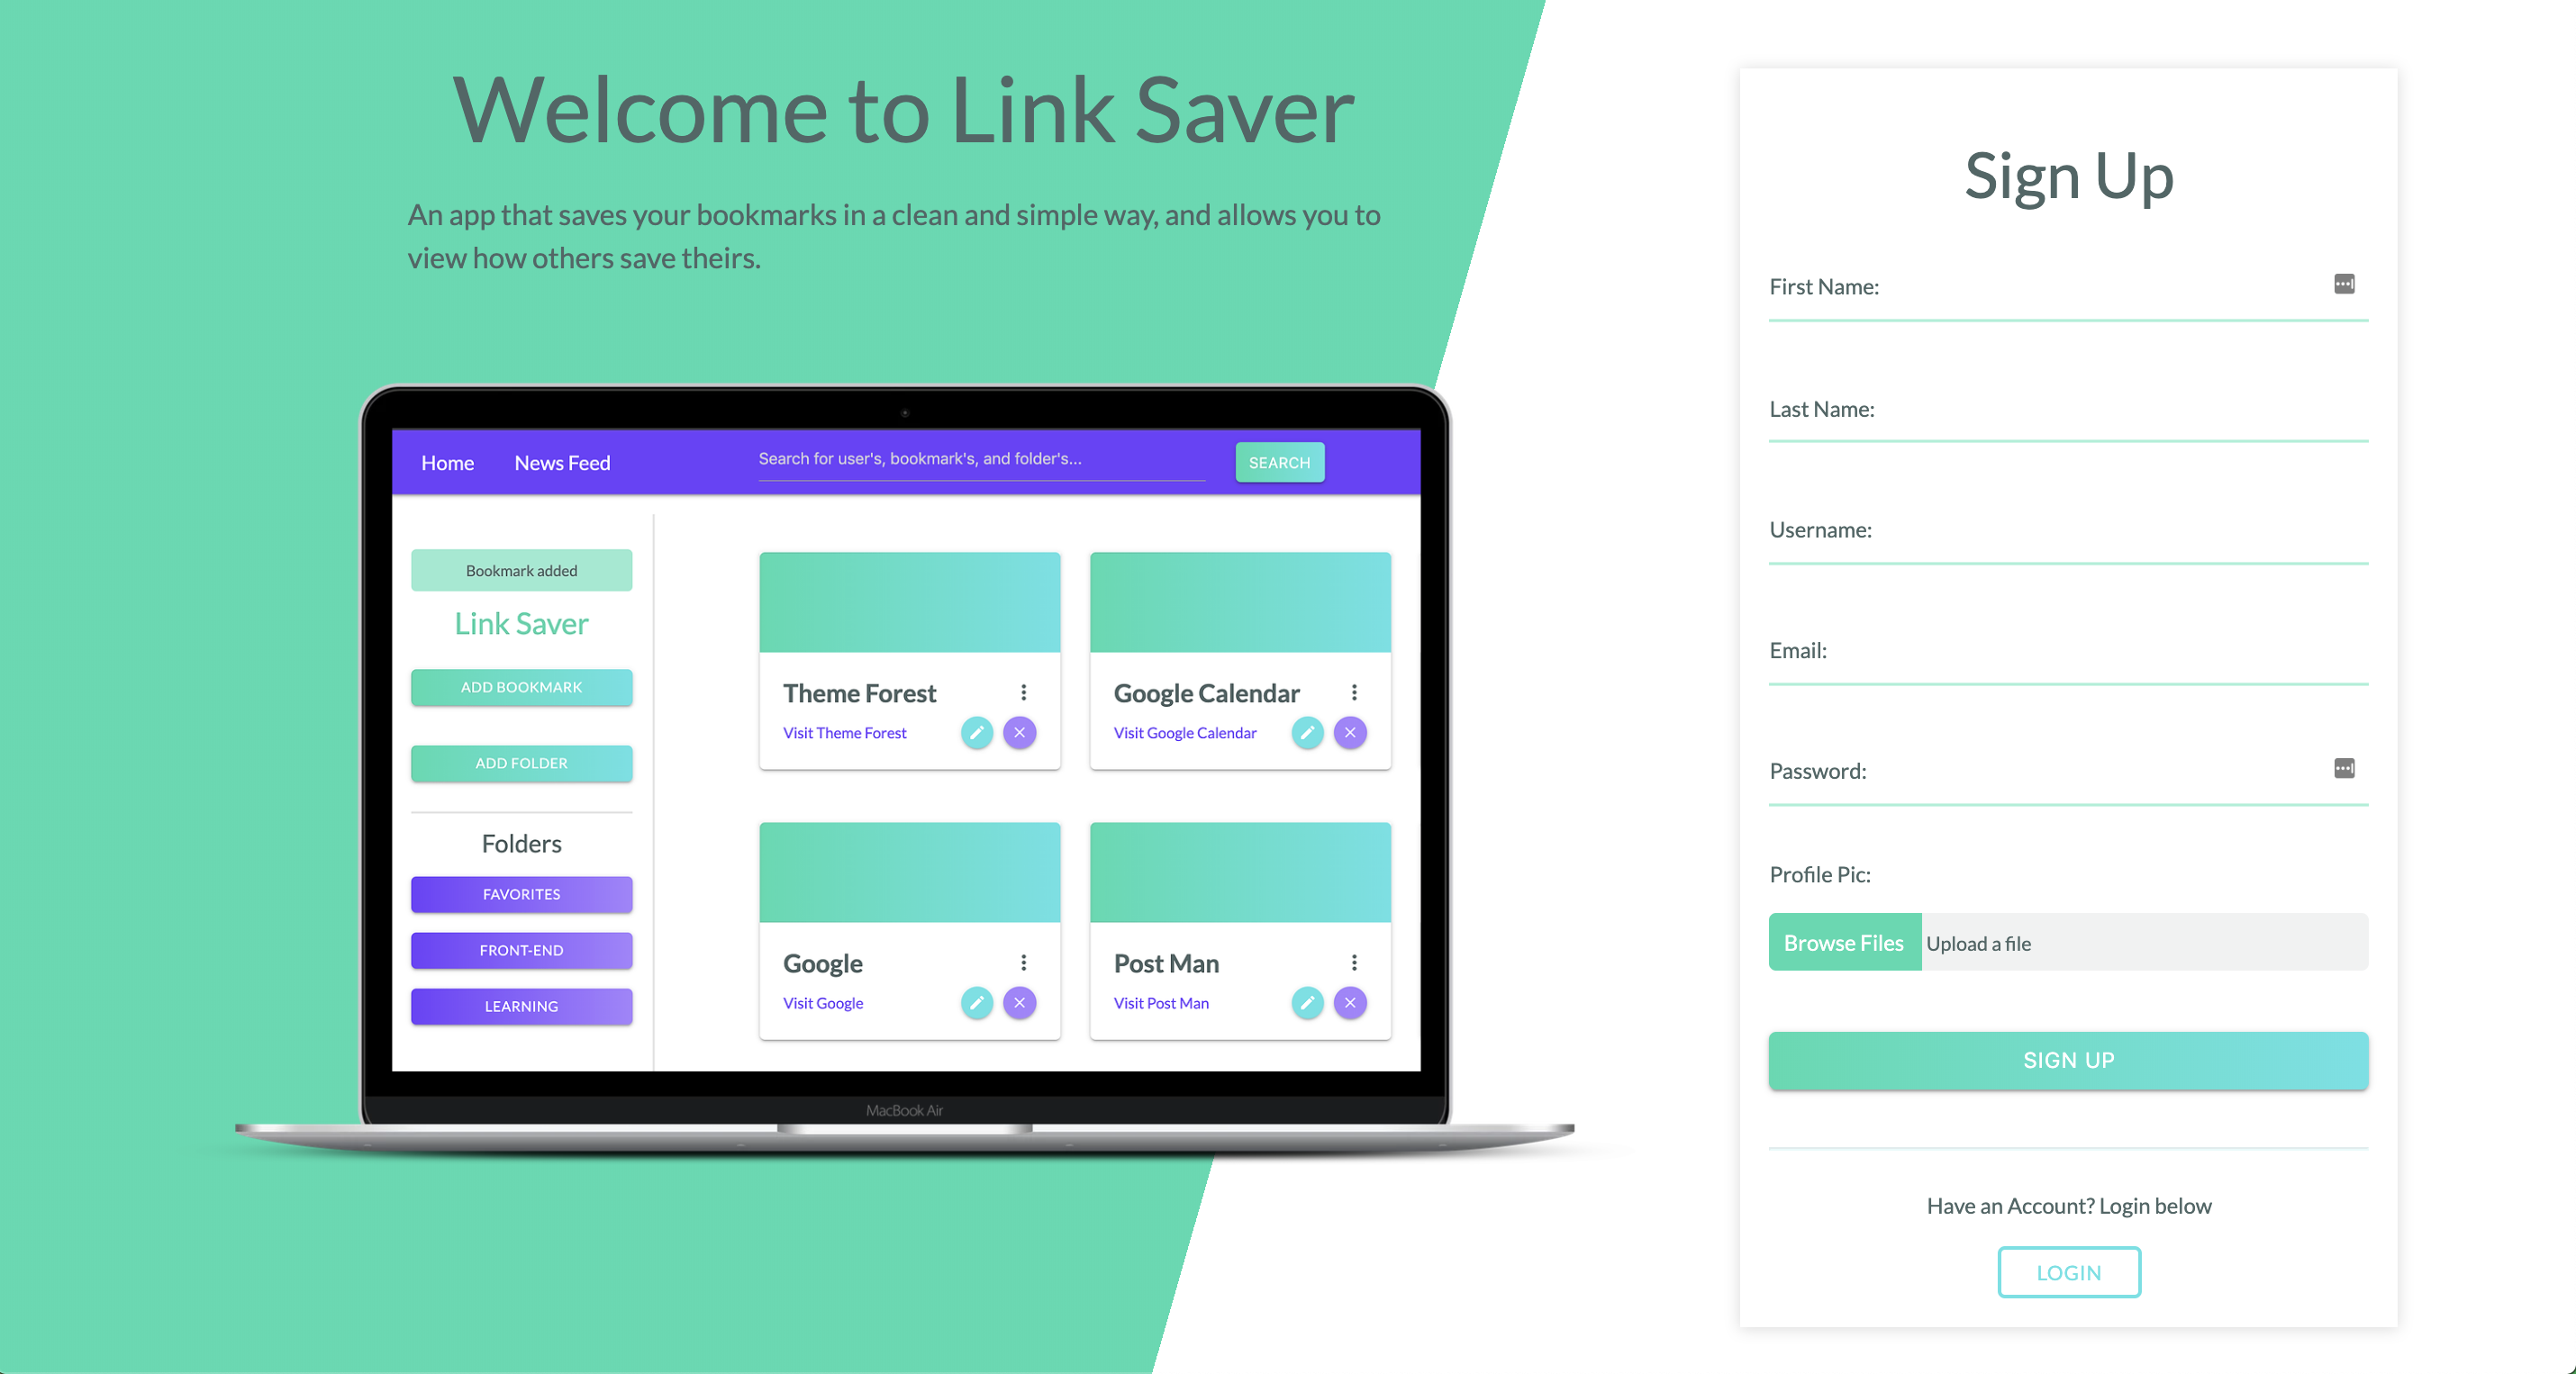 Welcome to Link Saver
An app that saves your bookmarks in a clean and simple way, and allows you to
view how others save theirs.
Home
News Feed
Search for user's, bookmark's, and folder's...
SEARCH
Bookmark added
Link Saver
ADD BOOKMARK
ADD FOLDER
Folders
FAVORITES
FRONT-END
LEARNING
Theme Forest
Visit Theme Forest
Google Calendar
Visit Google Calendar
Google
Visit Google
Post Man
Visit Post Man
MacBook Air
Sign Up
First Name:
Last Name:
Username:
Email:
Password:
Profile Pic:
Browse Files
Upload a file
SIGN UP
Have an Account? Login below
LOGIN